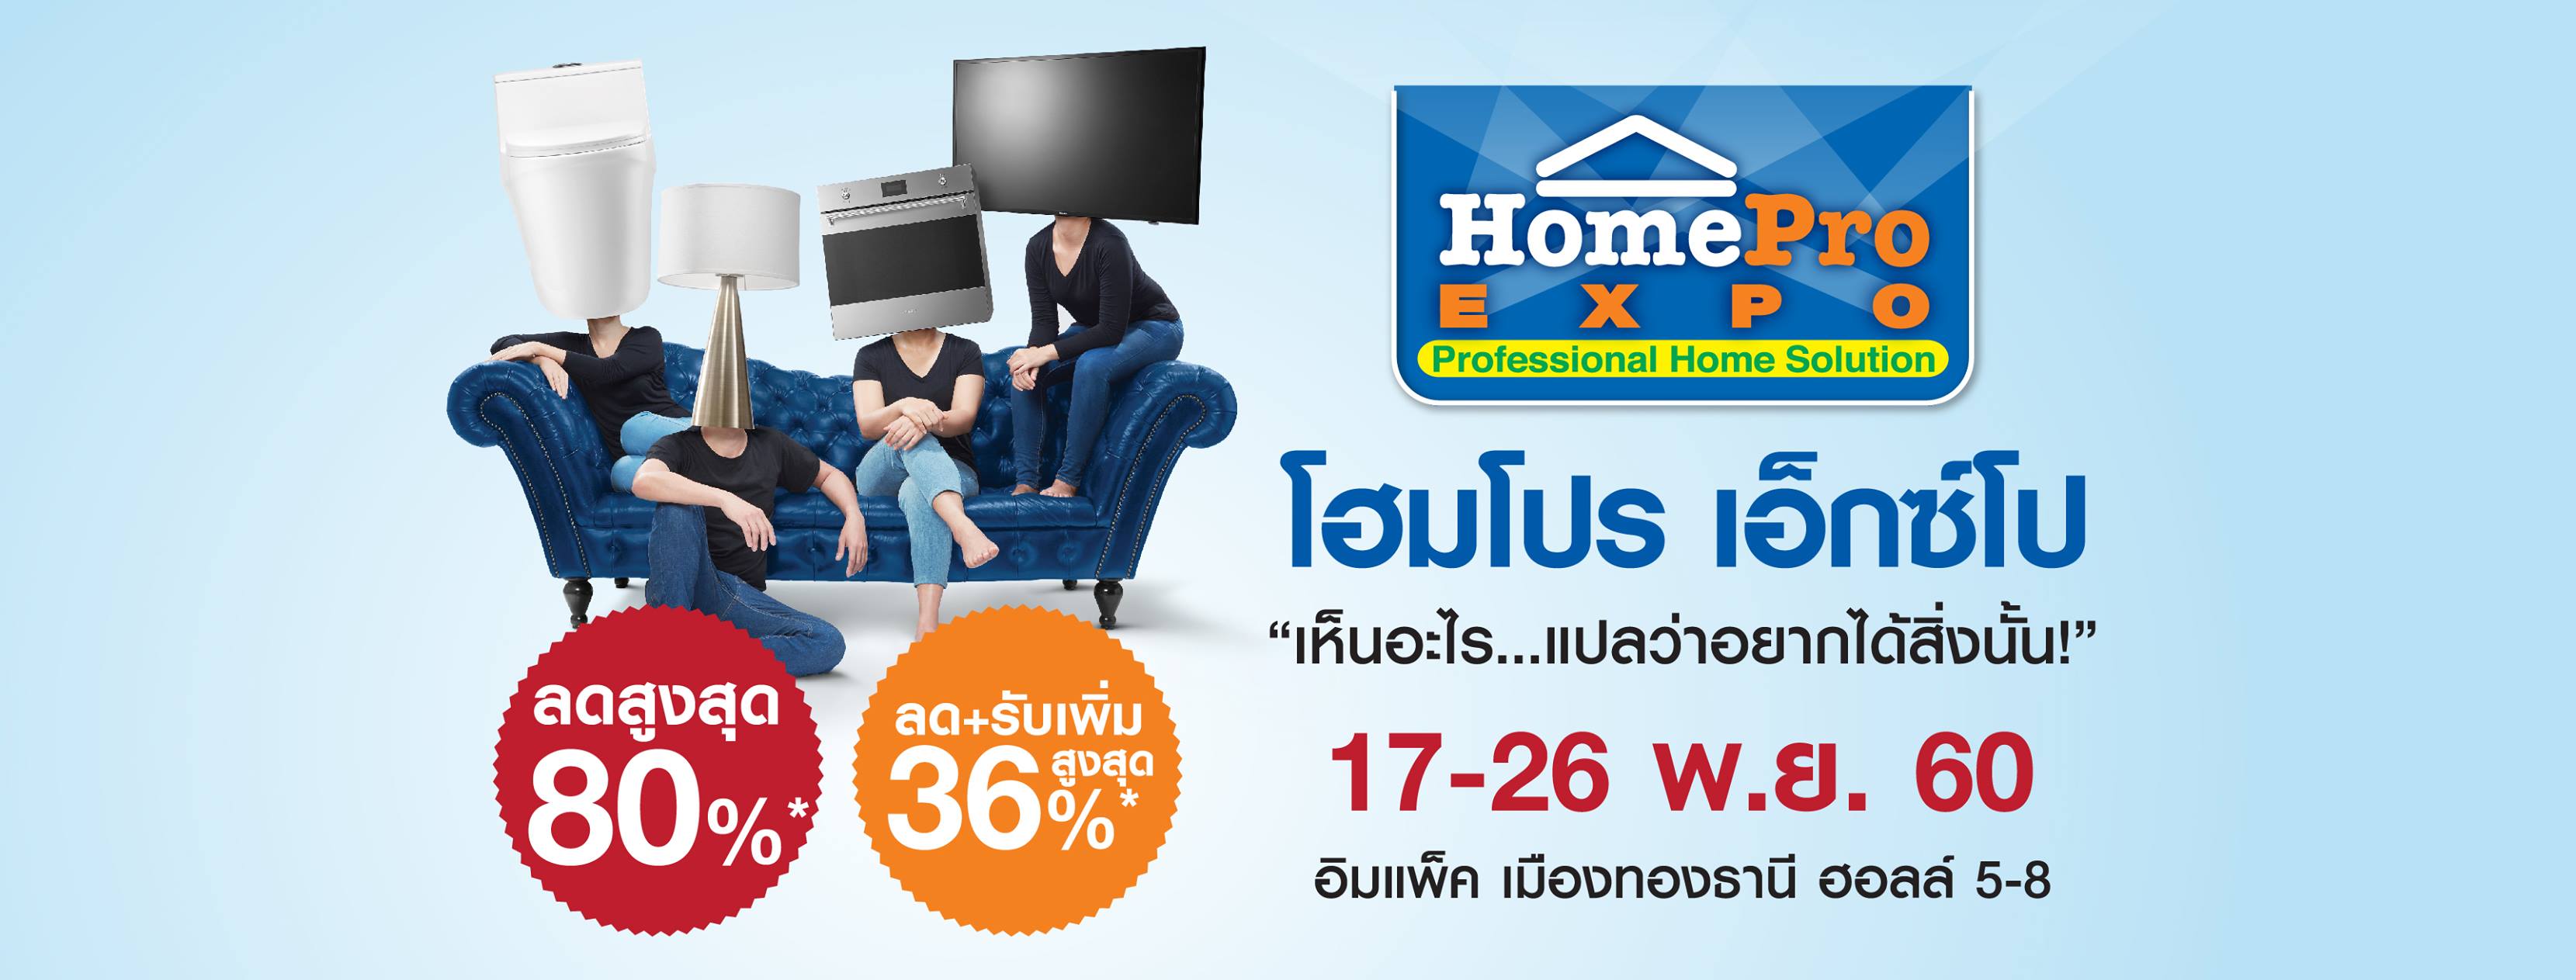 HomePro
EXPO
Professional Home Solution
โฮมโปร เอ็กซ์โป
“เห็นอะไร...แปลว่าอยากได้สิ่งนั้น!”
17-26 พ.ย. 60
อิมแพ็ค เมืองทองธานี ฮอลล์ 5-8
ลดสูงสุด
80%*
ลด+รับเพิ่ม
สูงสุด
36%*